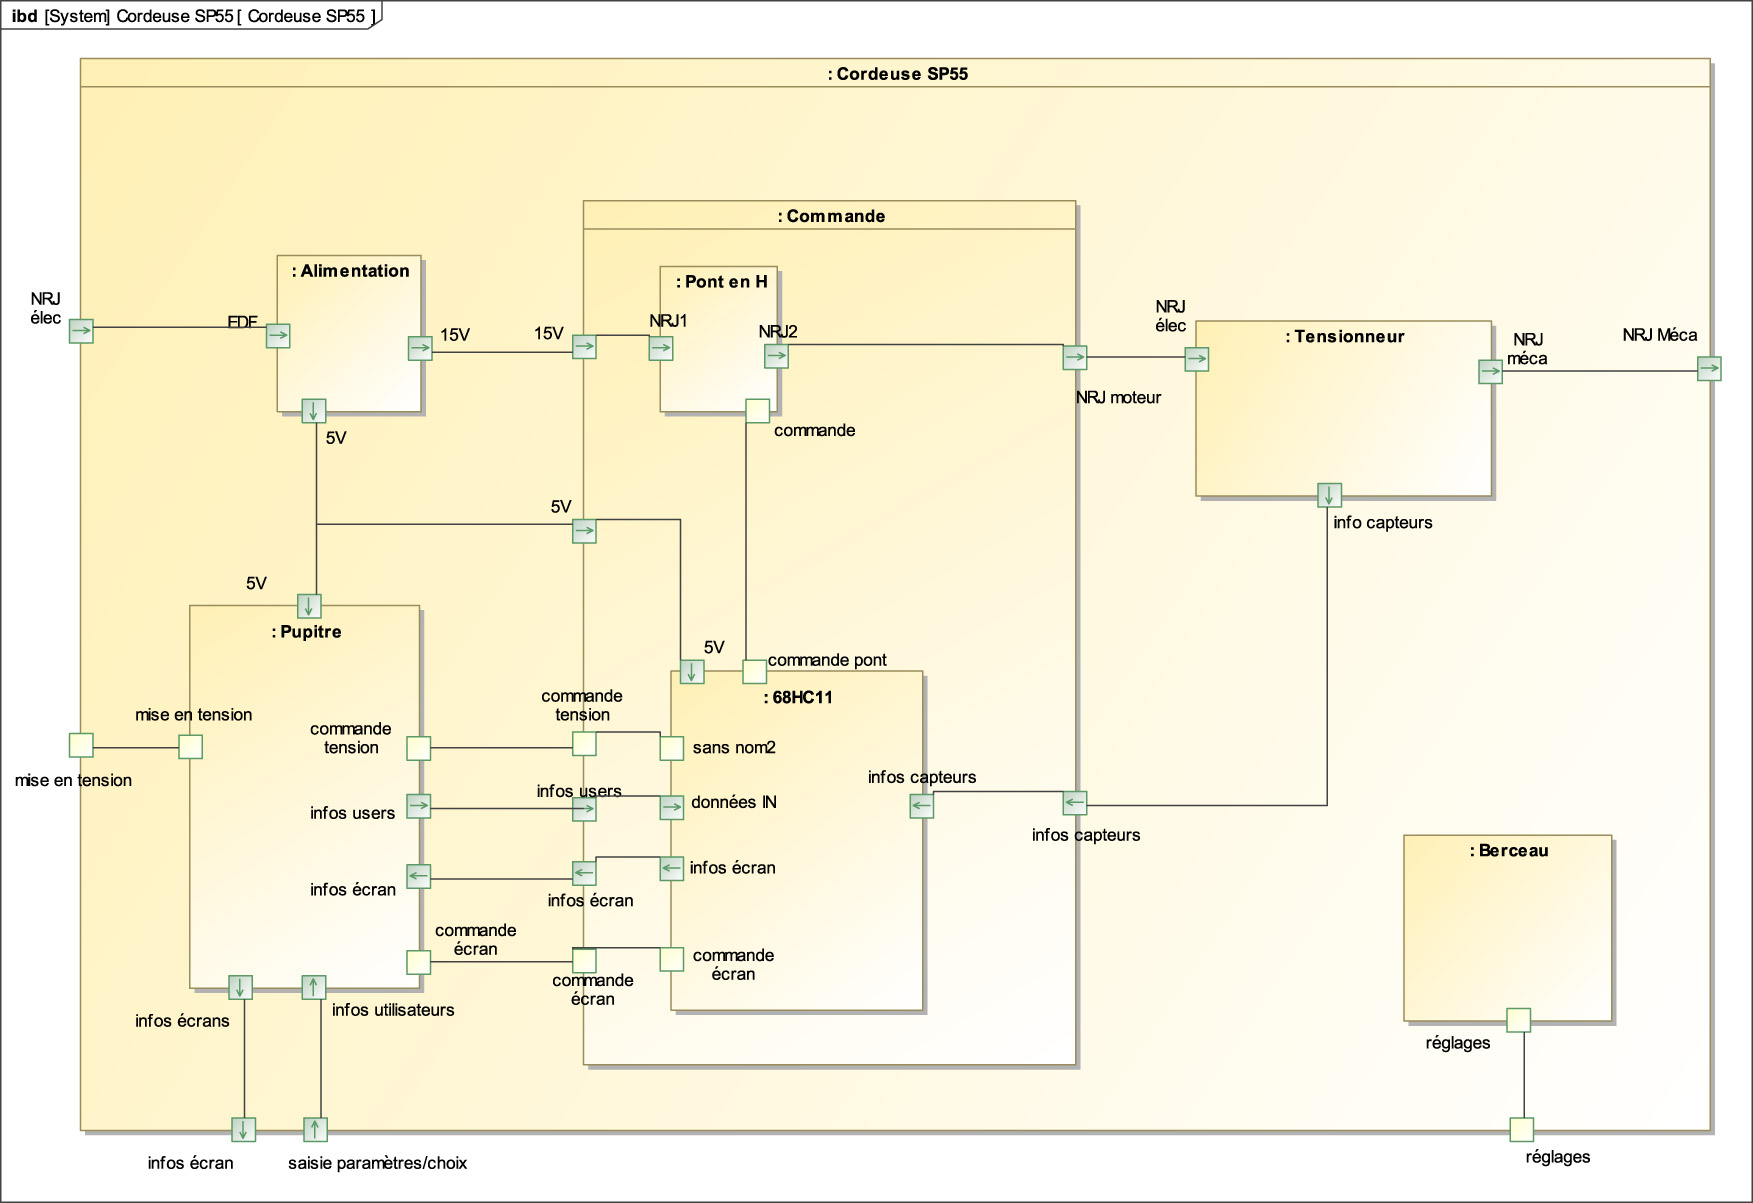 ibd [System] Cordeuse SP55 [ Cordeuse SP55 ]
: Cordeuse SP55
: Commande
: Alimentation
: Pont en H
NRJ
élec
EDF
15V
15V
NRJ1
NRJ2
NRJ
élec
: Tensionneur
NRJ
méca
NRJ Méca
NRJ moteur
5V
commande
5V
info capteurs
5V
: Pupitre
5V
commande pont
: 68HC11
mise en tension
commande
tension
commande
tension
sans nom2
mise en tension
infos capteurs
infos users
infos users
données IN
infos capteurs
: Berceau
infos écran
infos écran
infos écran
commande
écran
commande
écran
commande
écran
infos écrans
infos utilisateurs
réglages
infos écran
saisie paramètres/choix
réglages